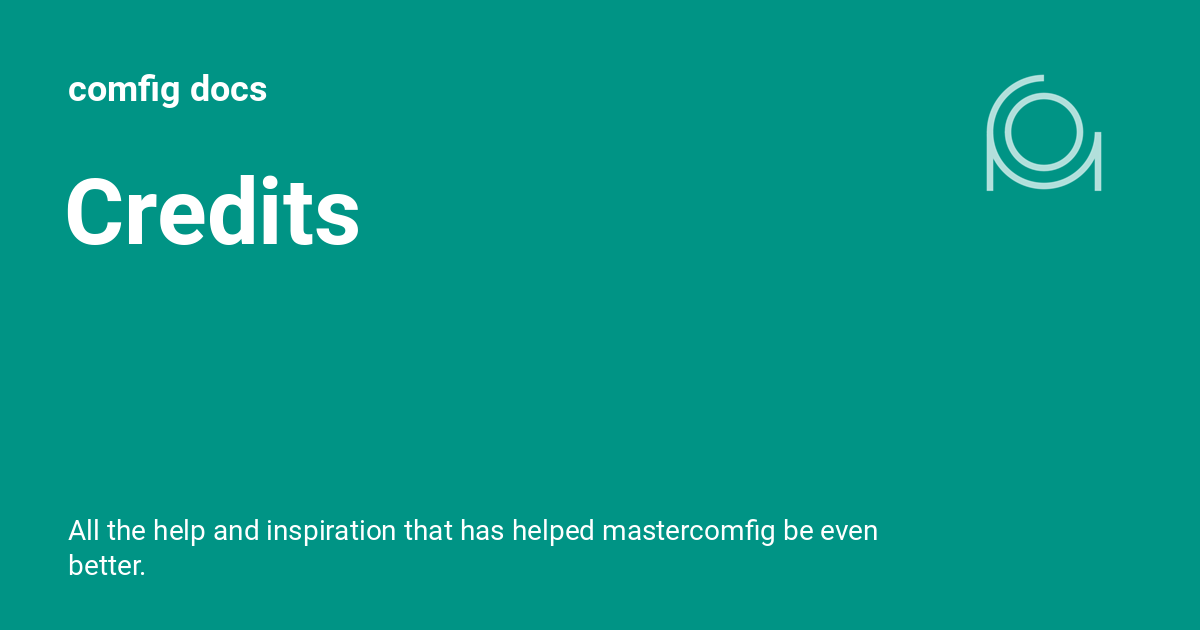 comfig docs
Credits
All the help and inspiration that has helped mastercomfig be even
better.